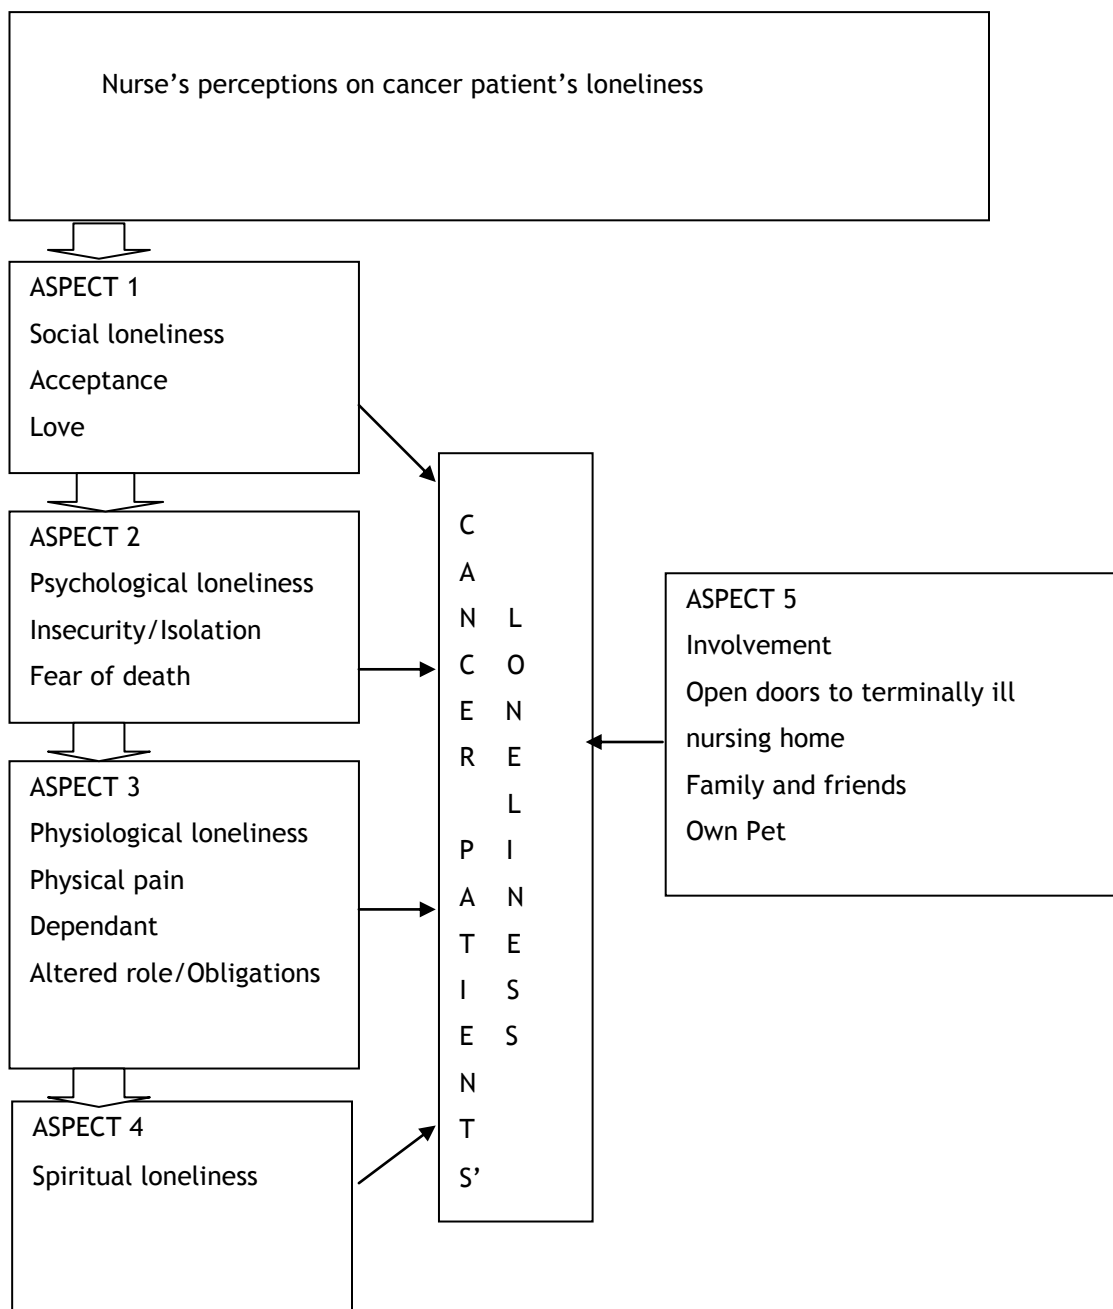 Nurse’s perceptions on cancer patient’s loneliness
ASPECT 1
Social loneliness
Acceptance
Love
ASPECT 2
Psychological loneliness
Insecurity/Isolation
Fear of death
ASPECT 3
Physiological loneliness
Physical pain
Dependant
Altered role/Obligations
ASPECT 4
Spiritual loneliness
CANCER PATIENTS’
LONELINESS
ASPECT 5
Involvement
Open doors to terminally ill
nursing home
Family and friends
Own Pet